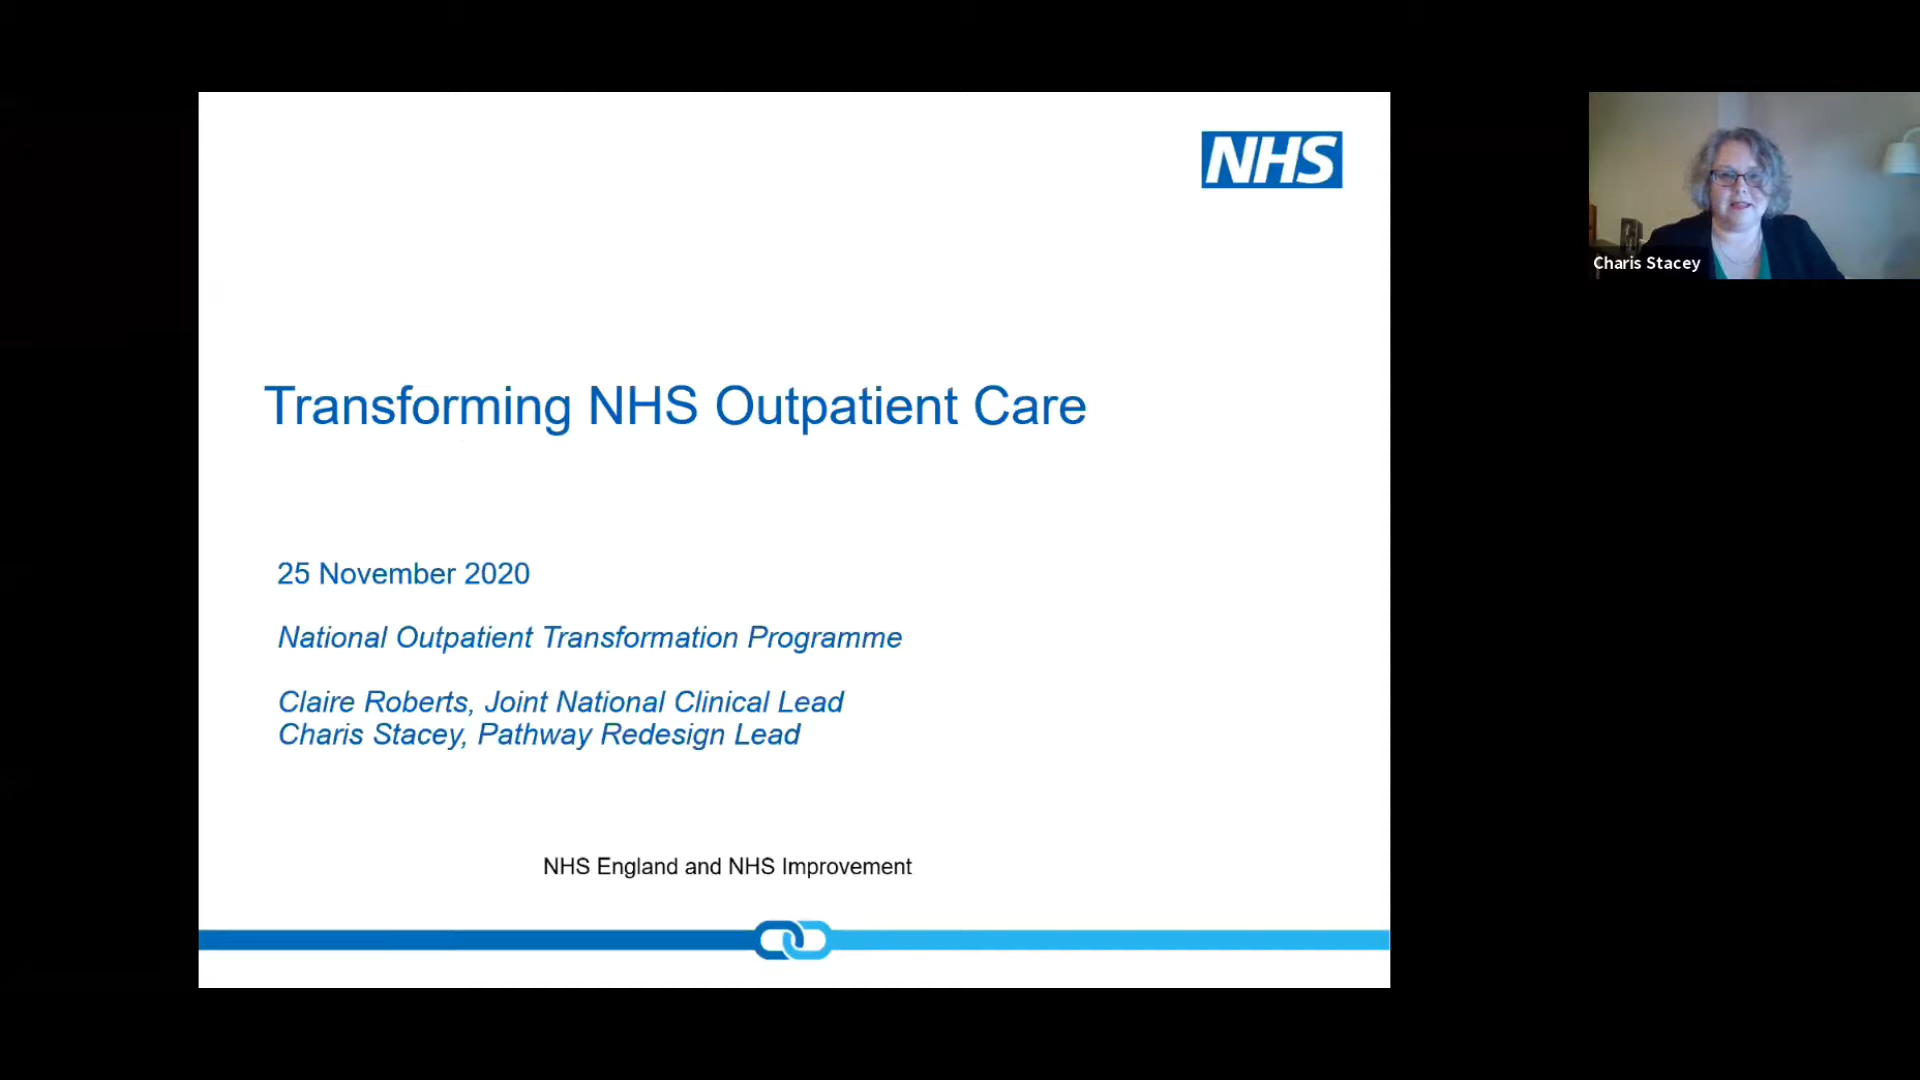 NHS
Transforming NHS Outpatient Care
25 November 2020
National Outpatient Transformation Programme
Claire Roberts, Joint National Clinical Lead
Charis Stacey, Pathway Redesign Lead
NHS England and NHS Improvement
Charis Stacey